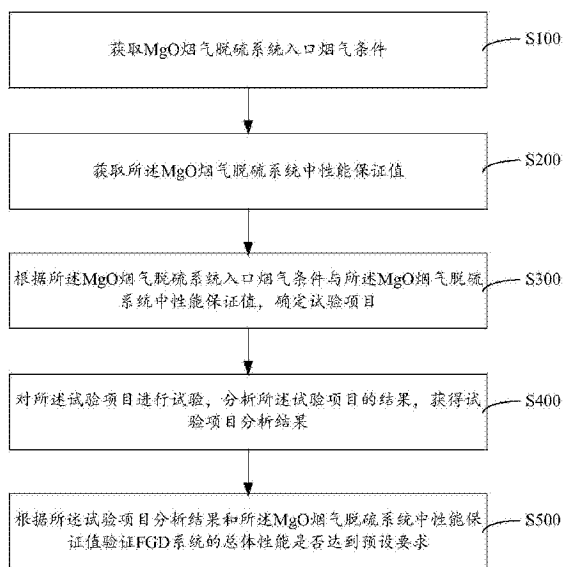 获取MgO烟气脱硫系统入口烟气条件
S100
获取所述MgO烟气脱硫系统中性能保证值
S200
根据所述MgO烟气脱硫系统入口烟气条件与所述MgO烟气脱硫
系统中性能保证值，确定试验项目
S300
对所述试验项目进行试验，分析所述试验项目的结果，获得试
验项目分析结果
S400
根据所述试验项目分析结果和所述MgO烟气脱硫系统中性能保
证值验证FGD系统的总体性能是否达到预设要求
S500